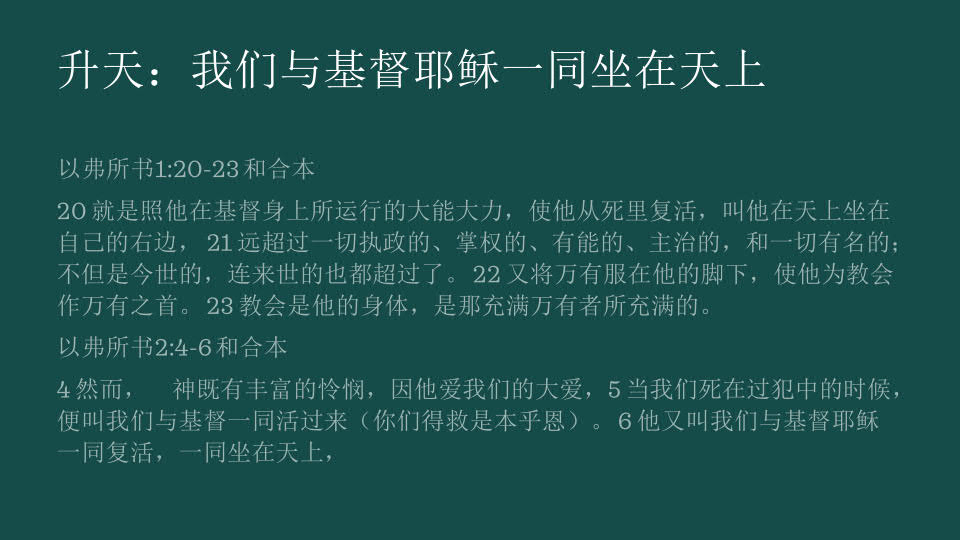 升天：我们与基督耶稣一同坐在天上
以弗所书1:20-23和合本
20 就是照他在基督身上所运行的大能大力，使他从死里复活，叫他在天上坐在
自己的右边， 21 远超过一切执政的、掌权的、有能的、主治的，和一切有名的；
不但是今世的，连来世的也都超过了。 22 又将万有服在他的脚下，使他为教会
作万有之首。 23 教会是他的身体，是那充满万有者所充满的。
以弗所书2:4-6和合本
4 然而，　神既有丰富的怜悯，因他爱我们的大爱，5 当我们死在过犯中的时候，
便叫我们与基督一同活过来（你们得救是本乎恩）。 6 他又叫我们与基督耶稣
一同复活，一同坐在天上，